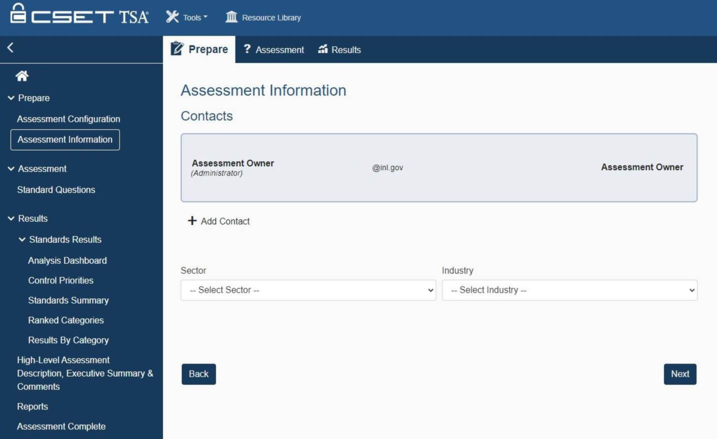 CSET TSA
Tools
Resource Library
Prepare
Assessment
Results
Prepare
Assessment Configuration
Assessment Information
Assessment
Standard Questions
Results
Standards Results
Analysis Dashboard
Control Priorities
Standards Summary
Ranked Categories
Results By Category
High-Level Assessment
Description, Executive Summary &
Comments
Reports
Assessment Complete
Assessment Information
Contacts
Assessment Owner
(Administrator)
@inl.gov
Assessment Owner
+ Add Contact
Sector
Industry
-- Select Sector --
-- Select Industry --
Back
Next